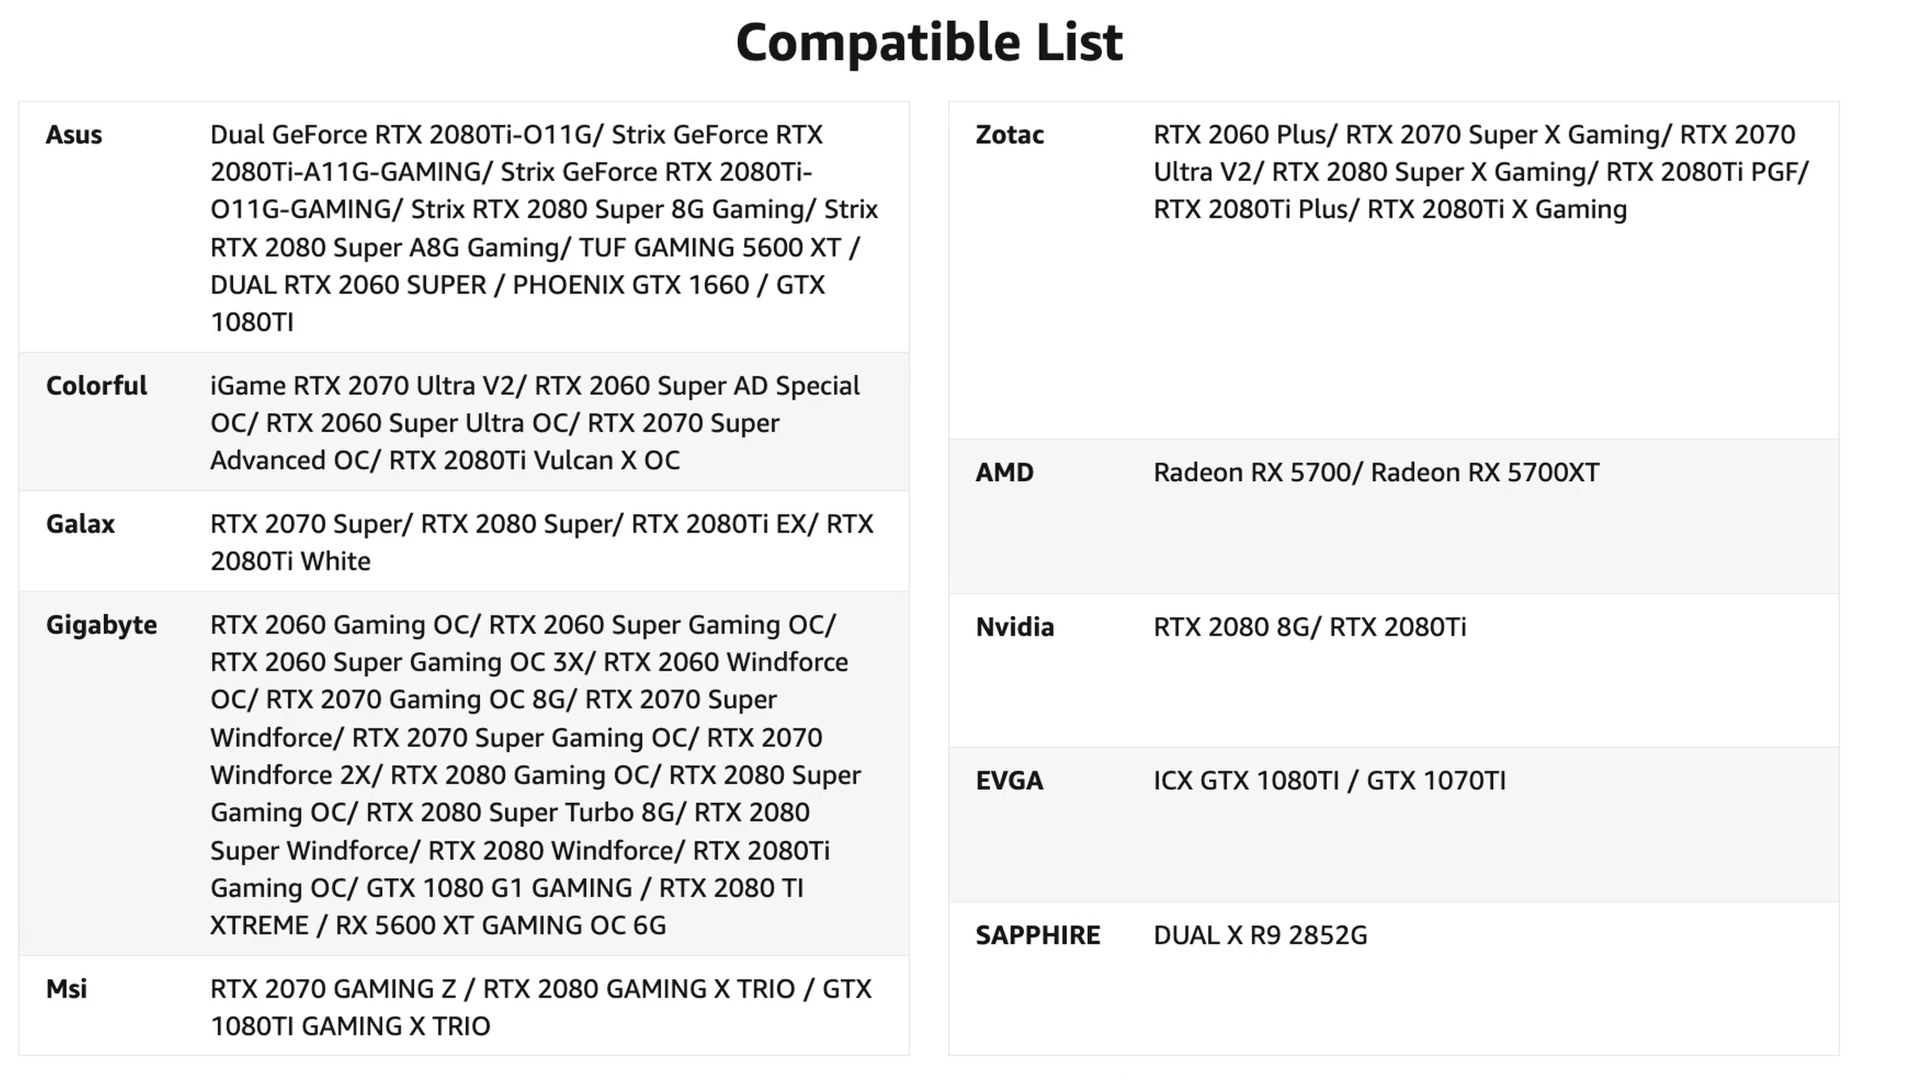 Compatible List
Asus
Dual GeForce RTX 2080Ti-O11G/ Strix GeForce RTX
2080Ti-A11G-GAMING/ Strix GeForce RTX 2080Ti-
O11G-GAMING/ Strix RTX 2080 Super 8G Gaming/ Strix
RTX 2080 Super A8G Gaming/ TUF GAMING 5600 XT /
DUAL RTX 2060 SUPER / PHOENIX GTX 1660 / GTX
1080TI
Colorful
iGame RTX 2070 Ultra V2/ RTX 2060 Super AD Special
OC/ RTX 2060 Super Ultra OC/ RTX 2070 Super
Advanced OC/ RTX 2080Ti Vulcan X OC
Galax
RTX 2070 Super/ RTX 2080 Super/ RTX 2080Ti EX/ RTX
2080Ti White
Gigabyte
RTX 2060 Gaming OC/ RTX 2060 Super Gaming OC/
RTX 2060 Super Gaming OC 3X/ RTX 2060 Windforce
OC/ RTX 2070 Gaming OC 8G/ RTX 2070 Super
Windforce/ RTX 2070 Super Gaming OC/ RTX 2070
Windforce 2X/ RTX 2080 Gaming OC/ RTX 2080 Super
Gaming OC/ RTX 2080 Super Turbo 8G/ RTX 2080
Super Windforce/ RTX 2080 Windforce/ RTX 2080Ti
Gaming OC/ GTX 1080 G1 GAMING / RTX 2080 TI
XTREME / RX 5600 XT GAMING OC 6G
Msi
RTX 2070 GAMING Z / RTX 2080 GAMING X TRIO / GTX
1080TI GAMING X TRIO
Zotac
RTX 2060 Plus/ RTX 2070 Super X Gaming/ RTX 2070
Ultra V2/ RTX 2080 Super X Gaming/ RTX 2080Ti PGF/
RTX 2080Ti Plus/ RTX 2080Ti X Gaming
AMD
Radeon RX 5700/ Radeon RX 5700XT
Nvidia
RTX 2080 8G/ RTX 2080Ti
EVGA
ICX GTX 1080TI / GTX 1070TI
SAPPHIRE
DUAL X R9 2852G